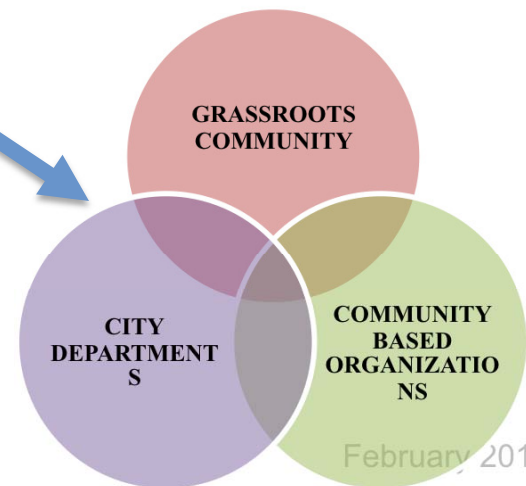 GRASSROOTS
COMMUNITY
CITY
DEPARTMENT
S
COMMUNITY
BASED
ORGANIZATIO
NS
February 201